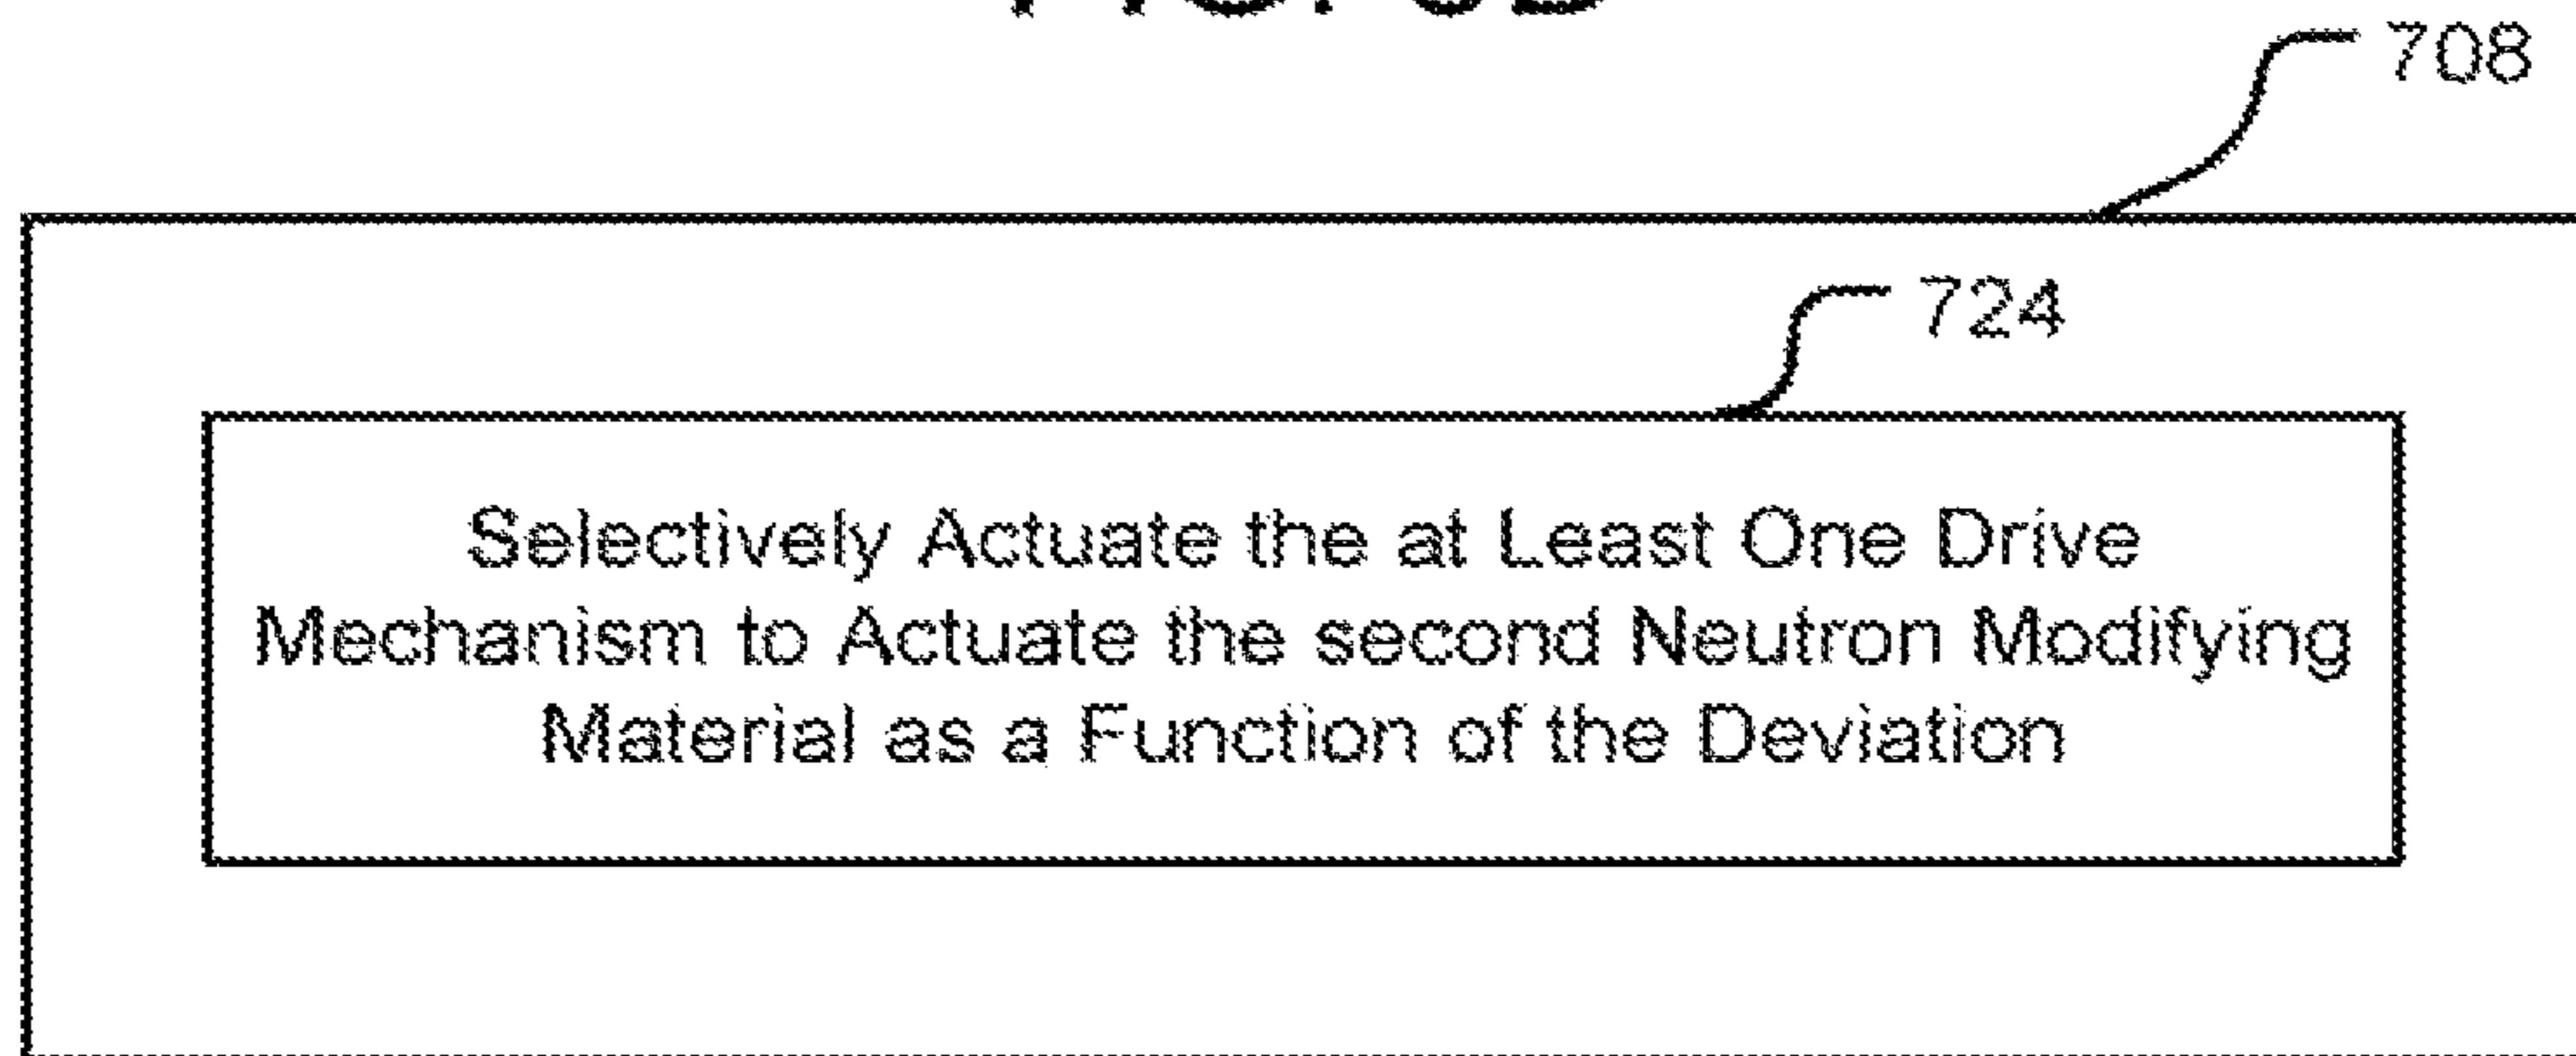 708
724
Selectively Actuate the at Least One Drive
Mechanism to Actuate the second Neutron Modifying
Material as a Function of the Deviation